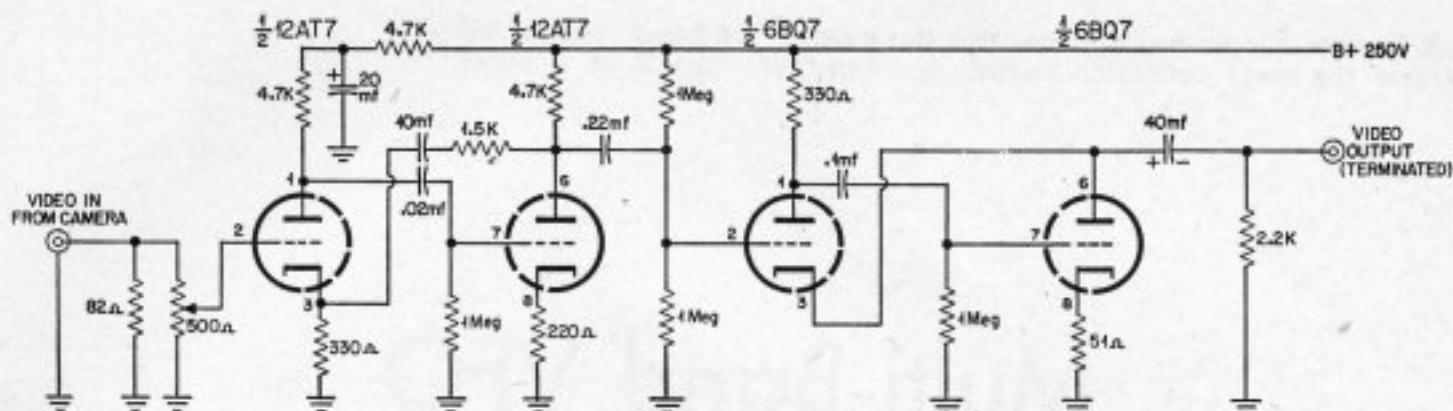 ½ 12AT7
4.7K
½ 12AT7
½ 6BQ7
½ 6BQ7
B+ 250V
4.7K
+
20
mf
4.7K
1Meg
330Ω
40mf
1.5K
.22mf
.1mf
40mf
+ -
VIDEO
OUTPUT
(TERMINATED)
VIDEO IN
FROM CAMERA
1
.02mf
6
1
6
2
7
2
7
3
8
3
8
82Ω
500Ω
330Ω
1Meg
220Ω
1Meg
1Meg
51Ω
2.2K